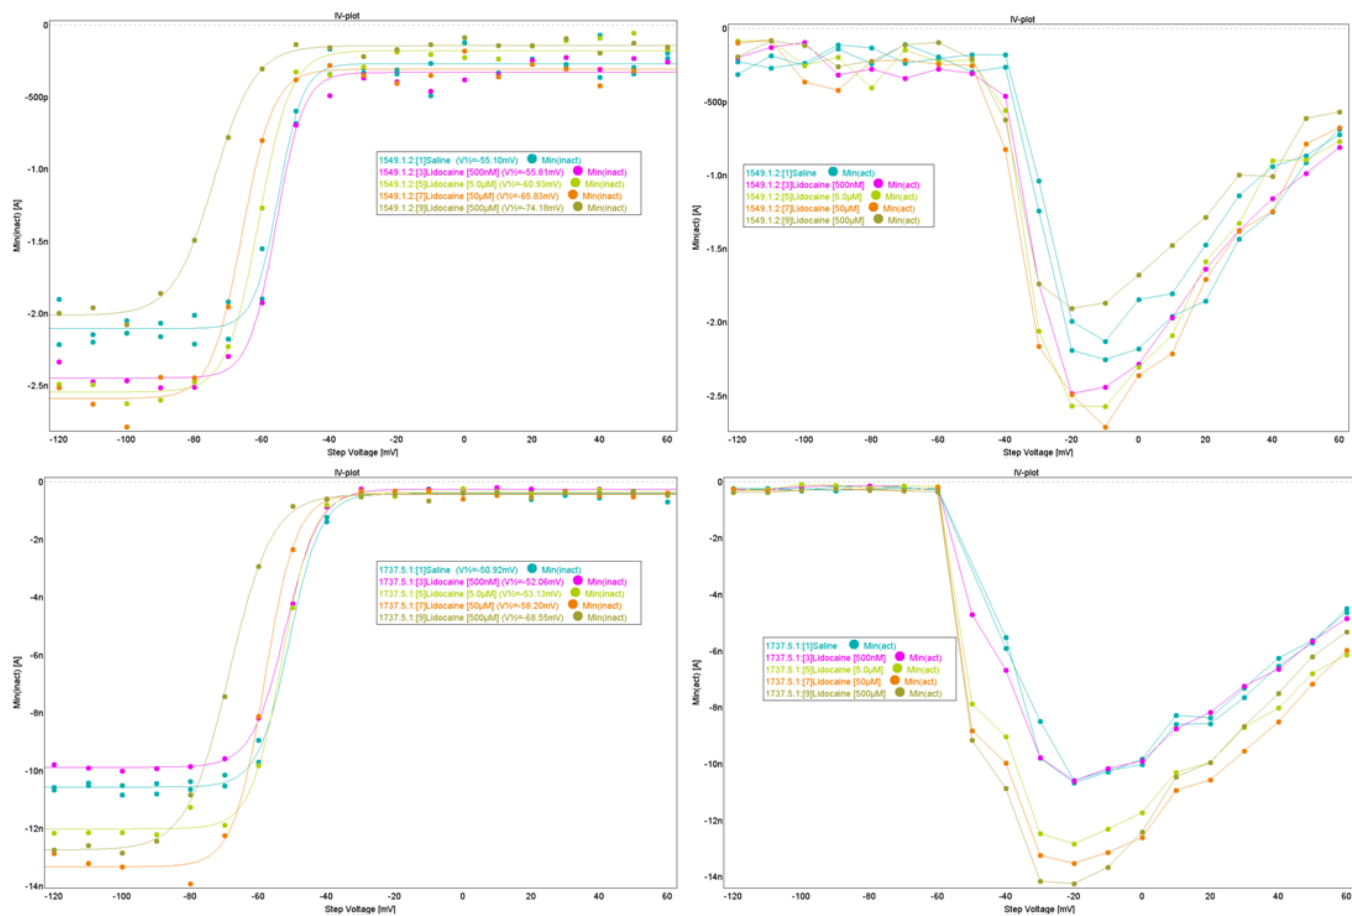 IV-plot
0
-500p
-1.0n
-1.5n
-2.0n
-2.5n
Min(inact) [A]
1549.1.2:[1]Saline (V½=-55.10mV) Min(inact)
1549.1.2:[3]Lidocaine [500nM] (V½=-55.81mV) Min(inact)
1549.1.2:[5]Lidocaine [5.0µM] (V½=-60.93mV) Min(inact)
1549.1.2:[7]Lidocaine [50µM] (V½=-65.83mV) Min(inact)
1549.1.2:[9]Lidocaine [500µM] (V½=-74.18mV) Min(inact)
-120 -100 -80 -60 -40 -20 0 20 40 60
Step Voltage [mV]
IV-plot
0
-500p
-1.0n
-1.5n
-2.0n
-2.5n
Min(act) [A]
1549.1.2:[1]Saline Min(act)
1549.1.2:[3]Lidocaine [500nM] Min(act)
1549.1.2:[5]Lidocaine [5.0µM] Min(act)
1549.1.2:[7]Lidocaine [50µM] Min(act)
1549.1.2:[9]Lidocaine [500µM] Min(act)
-120 -100 -80 -60 -40 -20 0 20 40 60
Step Voltage [mV]
IV-plot
0
-2n
-4n
-6n
-8n
-10n
-12n
-14n
Min(inact) [A]
1737.5.1:[1]Saline (V½=-50.92mV) Min(inact)
1737.5.1:[3]Lidocaine [500nM] (V½=-52.06mV) Min(inact)
1737.5.1:[5]Lidocaine [5.0µM] (V½=-53.13mV) Min(inact)
1737.5.1:[7]Lidocaine [50µM] (V½=-58.20mV) Min(inact)
1737.5.1:[9]Lidocaine [500µM] (V½=-68.55mV) Min(inact)
-120 -100 -80 -60 -40 -20 0 20 40 60
Step Voltage [mV]
IV-plot
0
-2n
-4n
-6n
-8n
-10n
-12n
-14n
Min(act) [A]
1737.5.1:[1]Saline Min(act)
1737.5.1:[3]Lidocaine [500nM] Min(act)
1737.5.1:[5]Lidocaine [5.0µM] Min(act)
1737.5.1:[7]Lidocaine [50µM] Min(act)
1737.5.1:[9]Lidocaine [500µM] Min(act)
-120 -100 -80 -60 -40 -20 0 20 40 60
Step Voltage [mV]